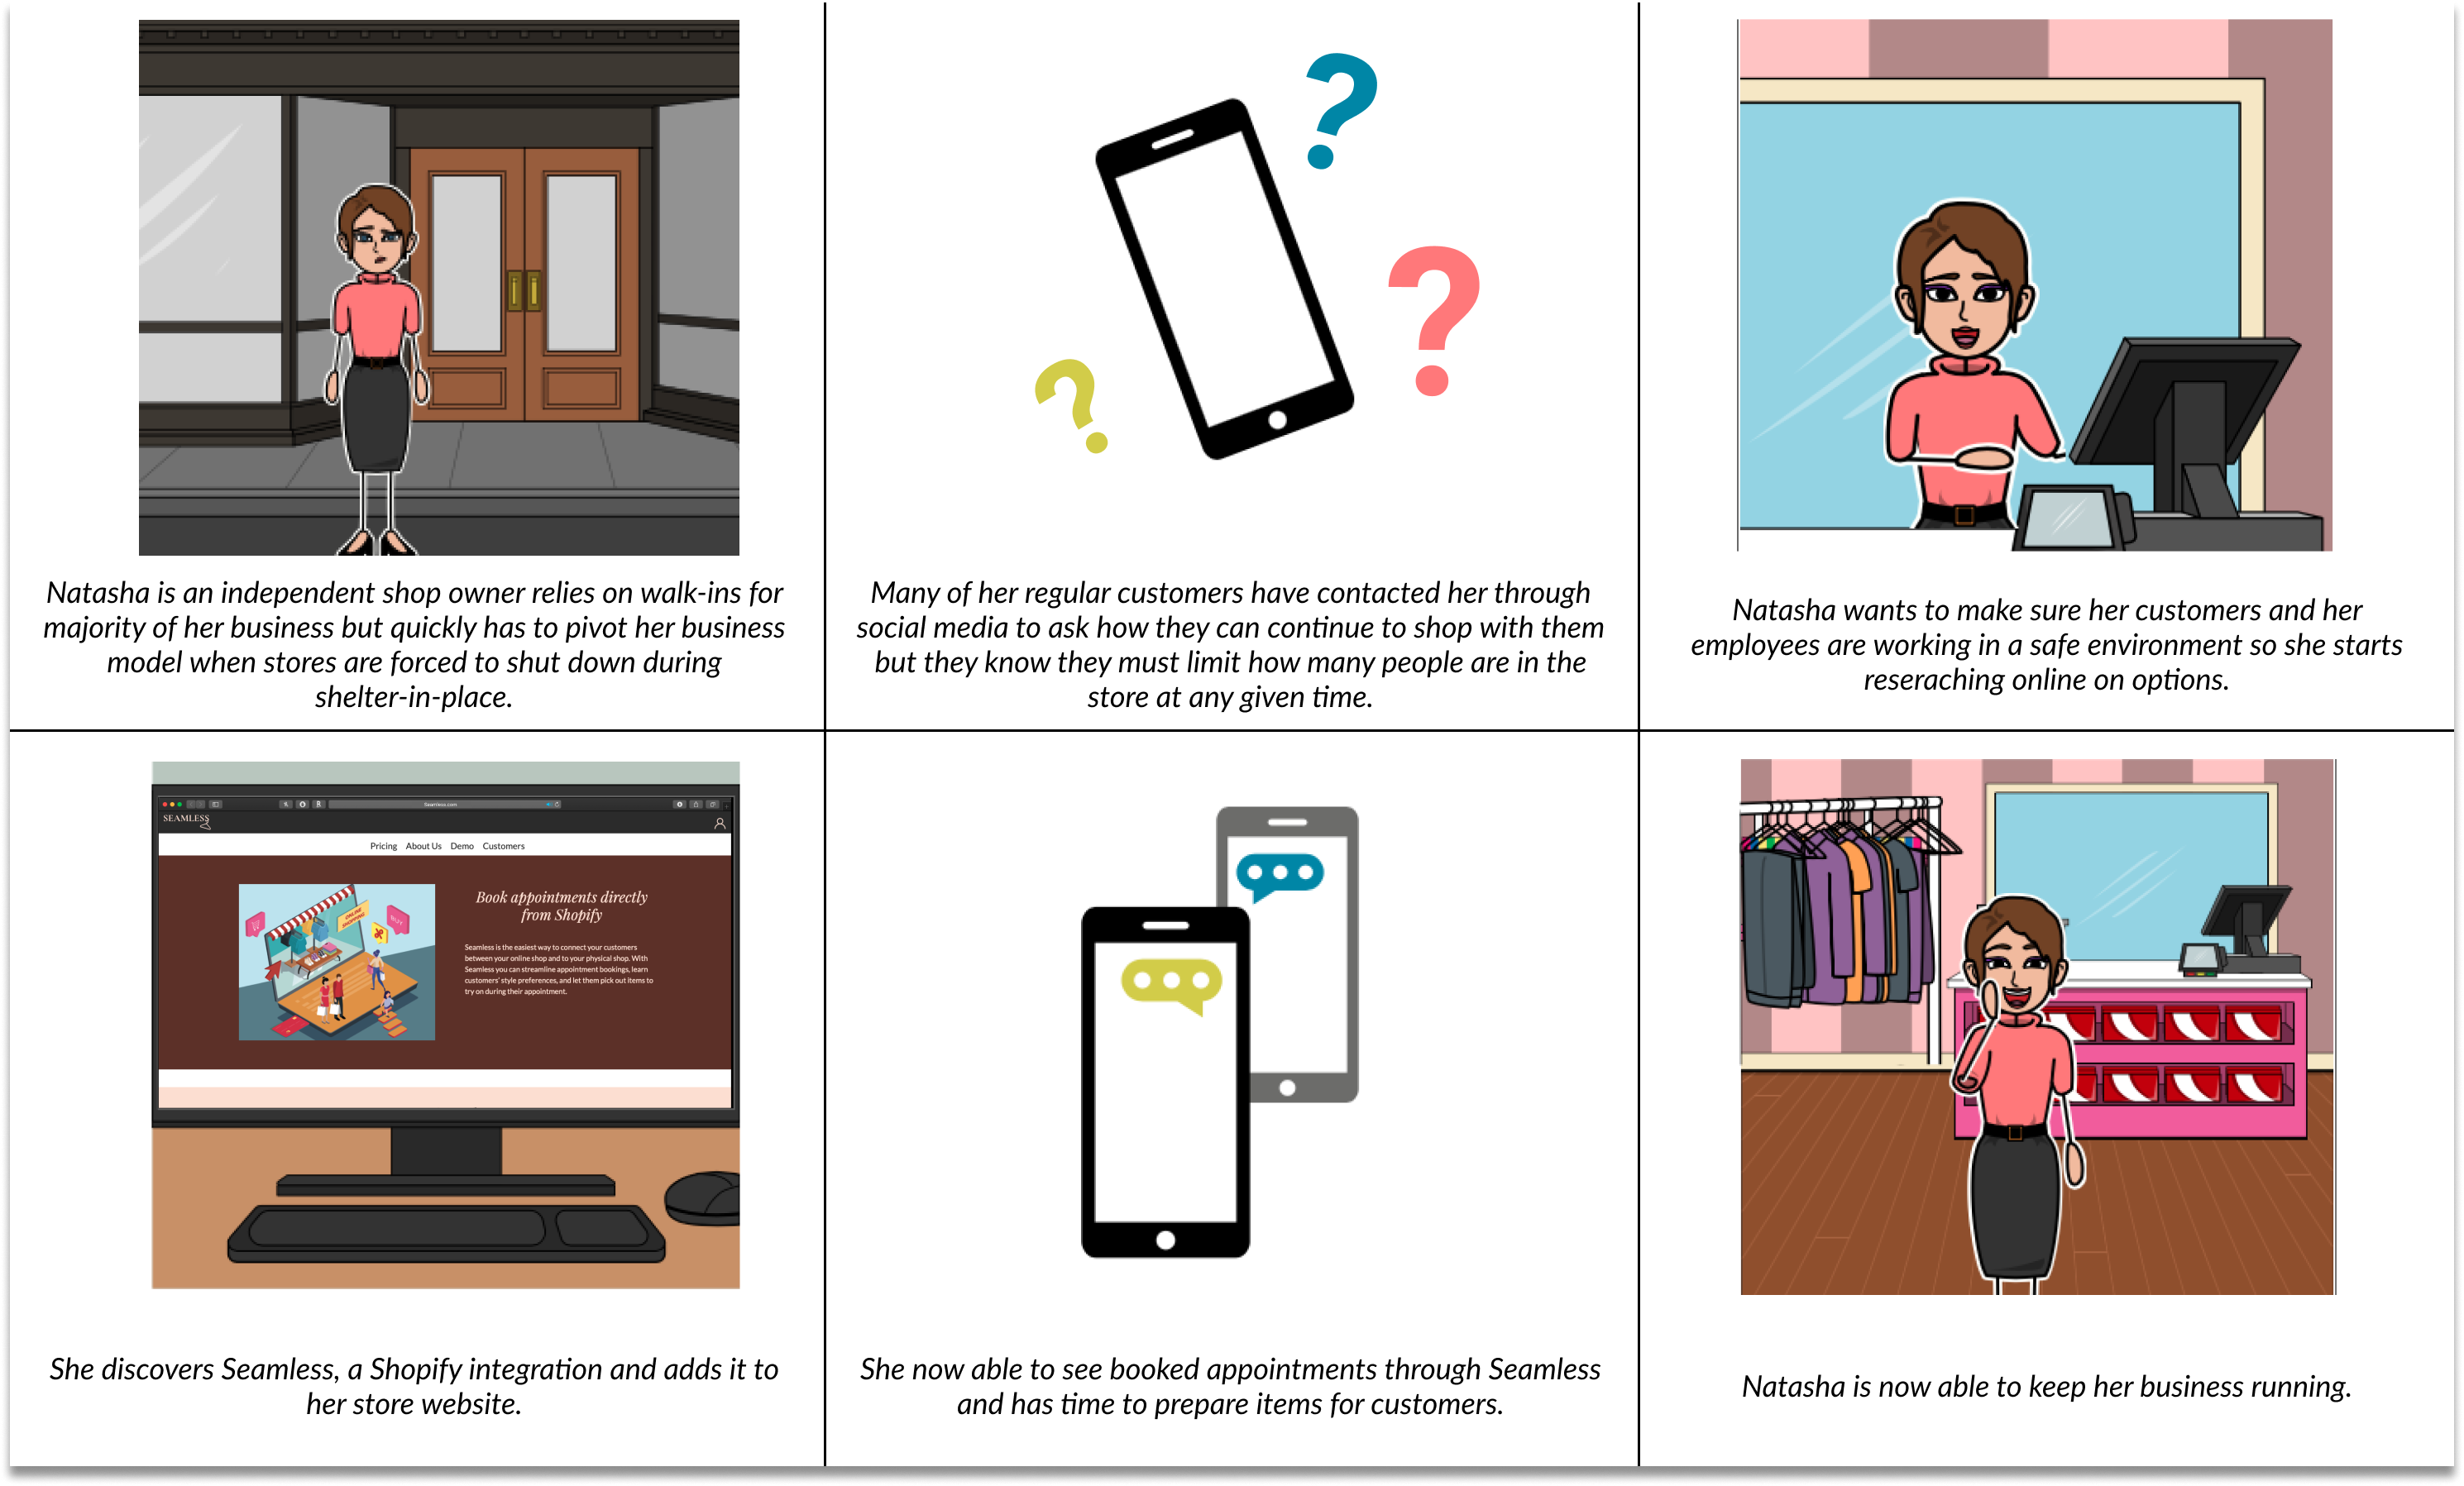 Natasha is an independent shop owner relies on walk-ins for
majority of her business but quickly has to pivot her business
model when stores are forced to shut down during
shelter-in-place.
Many of her regular customers have contacted her through
social media to ask how they can continue to shop with them
but they know they must limit how many people are in the
store at any given time.
Natasha wants to make sure her customers and her
employees are working in a safe environment so she starts
reseraching online on options.
Seamless.com
SEAMLESS
Pricing About Us Demo Customers
ONLINE
SHOPPING
BUY
Book appointments directly
from Shopify
Seamless is the easiest way to connect your customers
between your online shop and to your physical shop. With
Seamless you can streamline appointment bookings, learn
customers' style preferences, and let them pick out items to
try on during their appointment.
She discovers Seamless, a Shopify integration and adds it to
her store website.
She now able to see booked appointments through Seamless
and has time to prepare items for customers.
Natasha is now able to keep her business running.